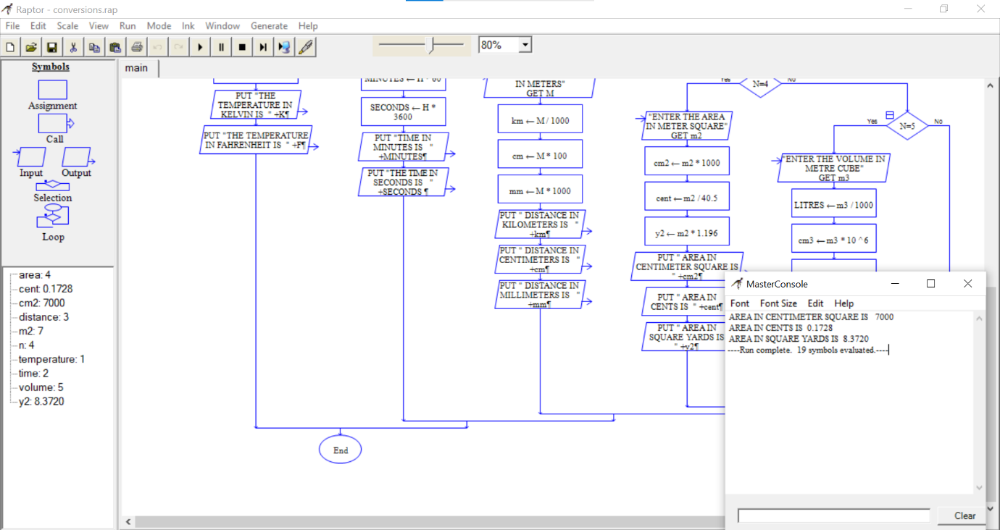 Raptor - conversions.rap
File Edit Scale View Run Mode Ink Window Generate Help
80%
Symbols
Assignment
Call
Input Output
Selection
Loop
area: 4
cent: 0.1728
cm2: 7000
distance: 3
m2: 7
n: 4
temperature: 1
time: 2
volume: 5
y2: 8.3720
main
PUT "THE
TEMPERATURE IN
KELVIN IS " +K¶
PUT "THE TEMPERATURE
IN FAHRENHEIT IS " +F¶
MINUTES ← H * 60
SECONDS ← H *
3600
PUT "TIME IN
MINUTES IS "
+MINUTES¶
PUT "THE TIME IN
SECONDS IS "
+SECONDS ¶
End
IN METERS"
GET M
km ← M / 1000
cm ← M * 100
mm ← M * 1000
PUT " DISTANCE IN
KILOMETERS IS "
+km¶
PUT " DISTANCE IN
CENTIMETERS IS "
+cm¶
PUT " DISTANCE IN
MILLIMETERS IS "
+mm¶
Yes N=4 No
"ENTER THE AREA
IN METER SQUARE"
GET m2
cm2 ← m2 * 1000
cent ← m2 / 40.5
y2 ← m2 * 1.196
PUT " AREA IN
CENTIMETER SQUARE IS
" +cm2¶
PUT " AREA IN
CENTS IS " +cent¶
PUT " AREA IN
SQUARE YARDS IS
" +y2¶
Yes N=5 No
"ENTER THE VOLUME IN
METRE CUBE"
GET m3
LITRES ← m3 / 1000
cm3 ← m3 * 10 ^6
MasterConsole
Font Font Size Edit Help
AREA IN CENTIMETER SQUARE IS 7000
AREA IN CENTS IS 0.1728
AREA IN SQUARE YARDS IS 8.3720
----Run complete. 19 symbols evaluated.----
Clear